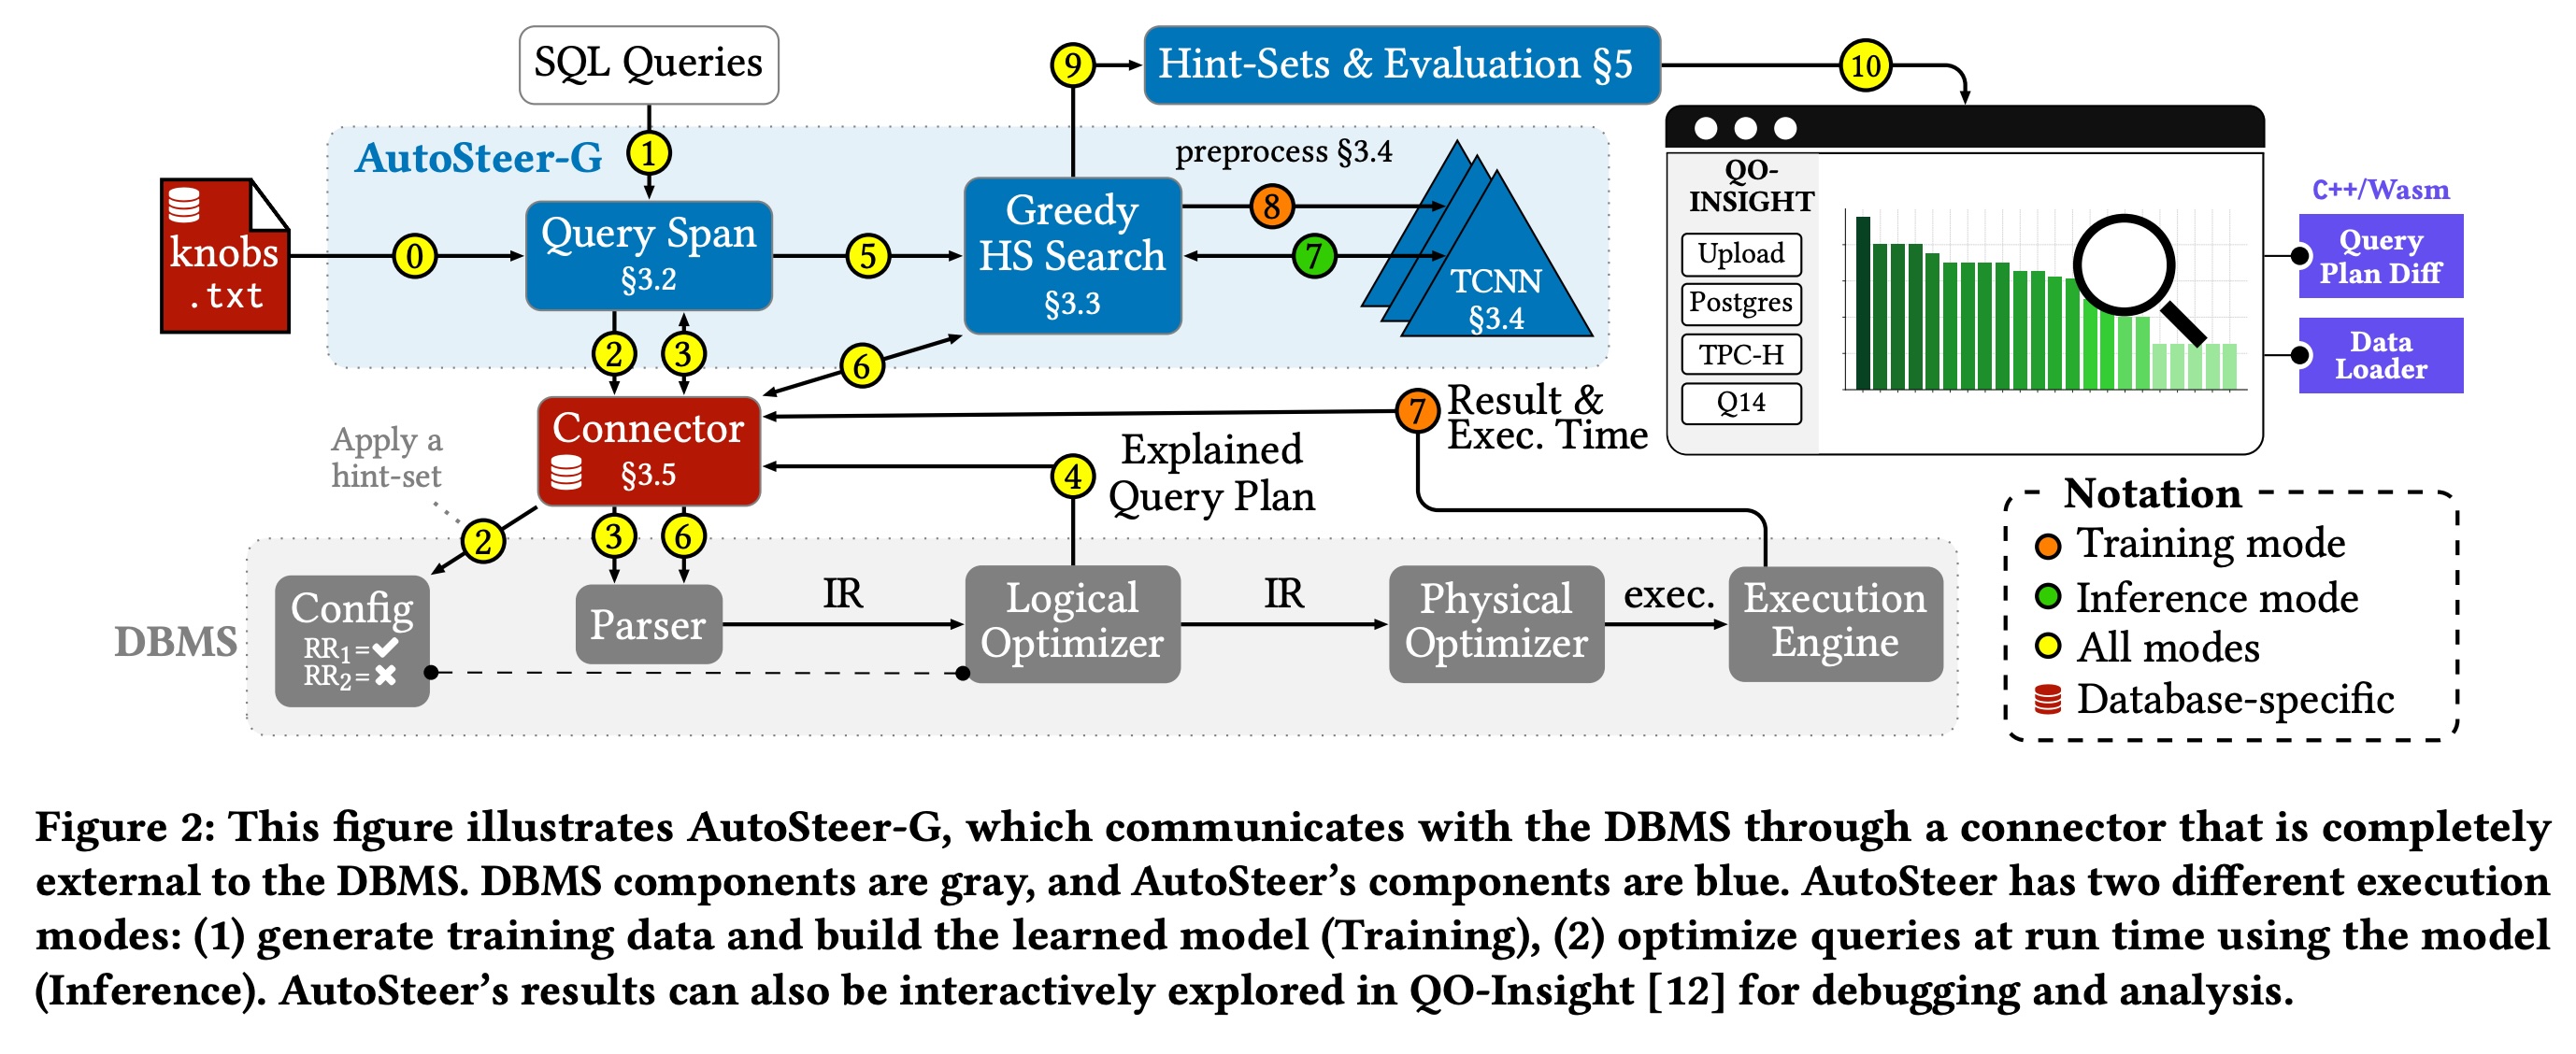 SQL Queries
1
9
Hint-Sets & Evaluation §5
10
AutoSteer-G
preprocess §3.4
knobs
.txt
0
Query Span
§3.2
5
Greedy
HS Search
§3.3
8
7
TCNN
§3.4
QO-
INSIGHT
Upload
Postgres
TPC-H
Q14
C++/Wasm
Query
Plan Diff
Data
Loader
2
3
6
Connector
§3.5
Apply a
hint-set
2
3
6
4
Explained
Query Plan
7
Result &
Exec. Time
DBMS
Config
RR1=✔
RR2=✖
Parser
IR
Logical
Optimizer
IR
Physical
Optimizer
exec.
Execution
Engine
Notation
Training mode
Inference mode
All modes
Database-specific
Figure 2: This figure illustrates AutoSteer-G, which communicates with the DBMS through a connector that is completely
external to the DBMS. DBMS components are gray, and AutoSteer’s components are blue. AutoSteer has two different execution
modes: (1) generate training data and build the learned model (Training), (2) optimize queries at run time using the model
(Inference). AutoSteer’s results can also be interactively explored in QO-Insight [12] for debugging and analysis.